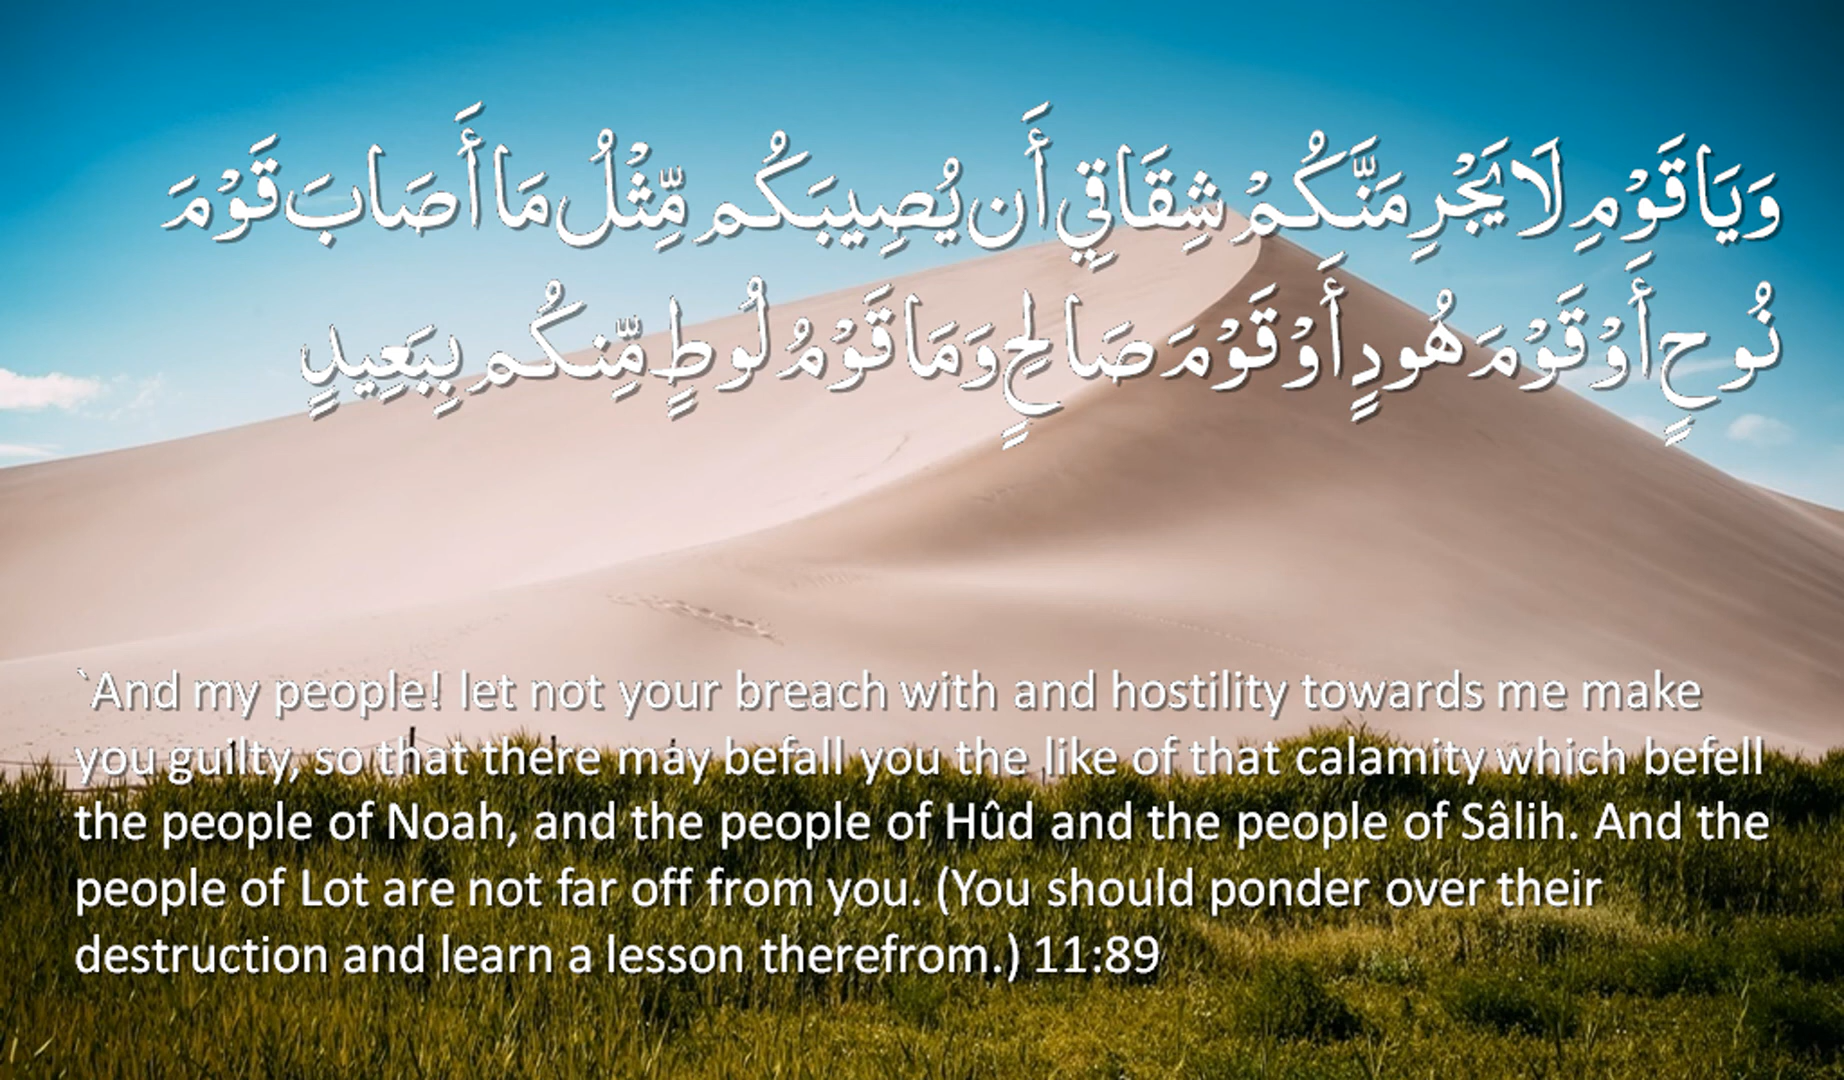 وَيَاقَوْمِ لَا يَجْرِمَنَّكُمْ شِقَاقِي أَن يُصِيبَكُم مِّثْلُ مَا أَصَابَ قَوْمَ
نُوحٍ أَوْ قَوْمَ هُودٍ أَوْ قَوْمَ صَالِحٍ وَمَا قَوْمُ لُوطٍ مِّنكُم بِبَعِيدٍ
`And my people! let not your breach with and hostility towards me make
you guilty, so that there may befall you the like of that calamity which befell
the people of Noah, and the people of Hûd and the people of Sâlih. And the
people of Lot are not far off from you. (You should ponder over their
destruction and learn a lesson therefrom.) 11:89